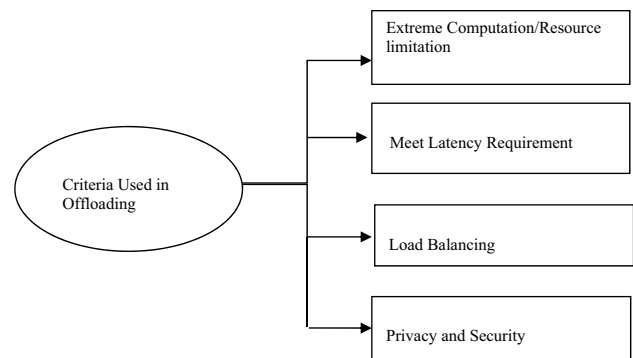 Extreme Computation/Resource
limitation
Meet Latency Requirement
Criteria Used in
Offloading
Load Balancing
Privacy and Security